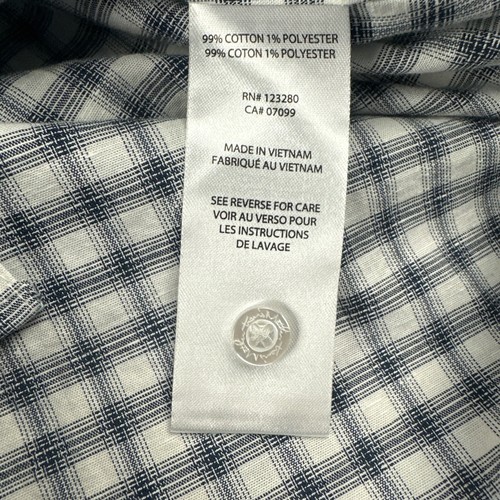 99% COTTON 1% POLYESTER
99% COTON 1% POLYESTER
RN# 123280
CA# 07099
MADE IN VIETNAM
FABRIQUÉ AU VIETNAM
SEE REVERSE FOR CARE
VOIR AU VERSO POUR
LES INSTRUCTIONS
DE LAVAGE